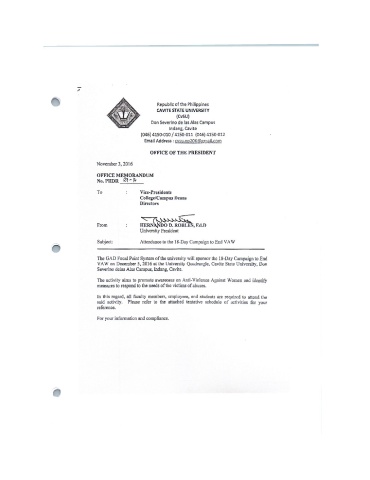 Republic of the Philippines
CAVITE STATE UNIVERSITY
(CvSU)
Don Severino de las Alas Campus
Indang, Cavite
(046) 4150-010 / 4150-011 (046) 4150-012
Email Address :
OFFICE OF THE PRESIDENT
November 3, 2016
OFFICE MEMORANDUM
No. PHDR
To : Vice-Presidents
College/Campus Deans
Directors
From : HERNANDO D. ROBLES, Ed.D
University President
Subject: Attendance to the 18-Day Campaign to End VAW
The GAD Focal Point System of the university will sponsor the 18-Day Campaign to End
VAW on December 5, 2016 at the University Quadrangle, Cavite State University, Don
Severino delas Alas Campus, Indang, Cavite.
The activity aims to promote awareness on Anti-Violence Against Women and identify
measures to respond to the needs of the victims of abuses.
In this regard, all faculty members, employees, and students are required to attend the
said activity. Please refer to the attached tentative schedule of activities for your
reference.
For your information and compliance.